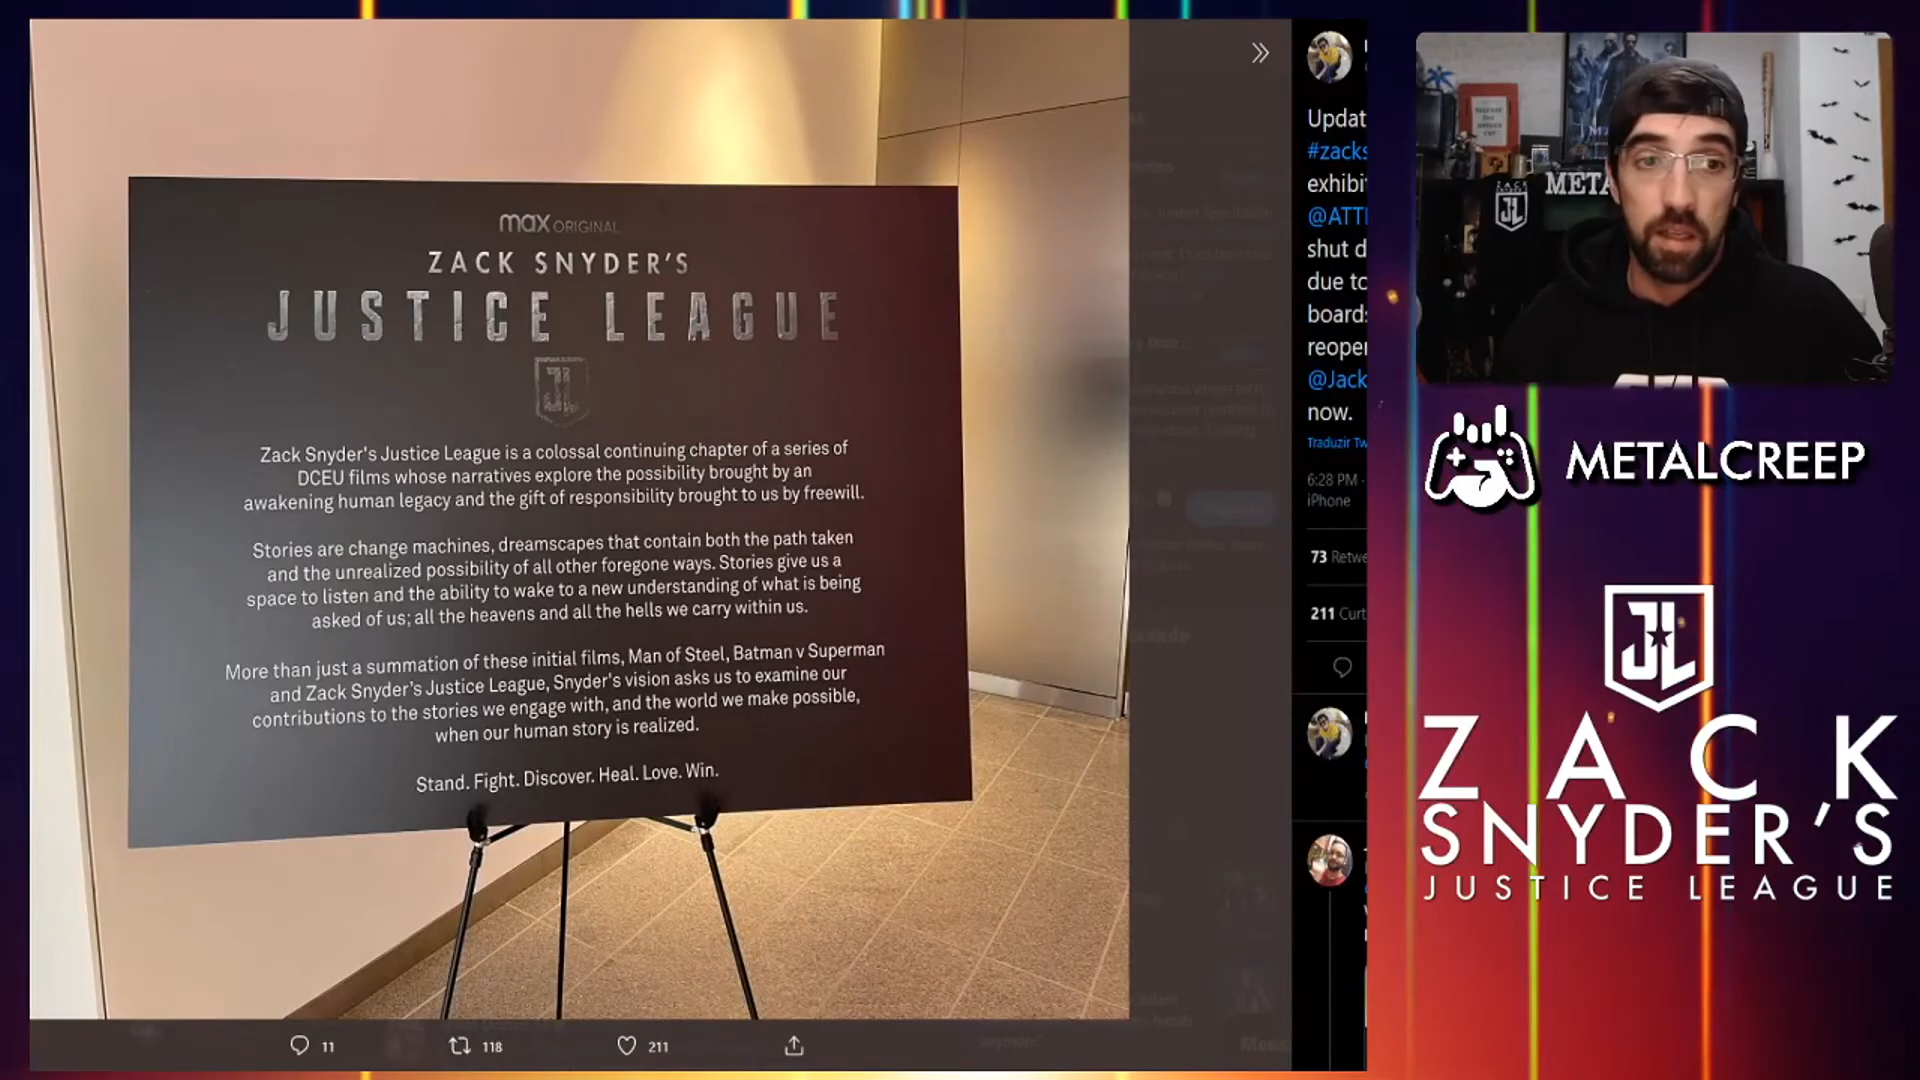 max ORIGINAL
ZACK SNYDER'S
JUSTICE LEAGUE
JL
Zack Snyder's Justice League is a colossal continuing chapter of a series of
DCEU films whose narratives explore the possibility brought by an
awakening human legacy and the gift of responsibility brought to us by freewill.
Stories are change machines, dreamscapes that contain both the path taken
and the unrealized possibility of all other foregone ways. Stories give us a
space to listen and the ability to wake to a new understanding of what is being
asked of us; all the heavens and all the hells we carry within us.
More than just a summation of these initial films, Man of Steel, Batman v Superman
and Zack Snyder's Justice League, Snyder's vision asks us to examine our
contributions to the stories we engage with, and the world we make possible,
when our human story is realized.
Stand. Fight. Discover. Heal. Love. Win.
11
118
211
Updat
#zacks
exhibit
@ATT
shut d
due to
board
reope
@Jack
now.
Traduzir Tw
6:28 PM ·
iPhone
73 Retwe
211 Curt
ZACK
JL
META
METALCREEP
JL
ZACK
SNYDER'S
JUSTICE LEAGUE